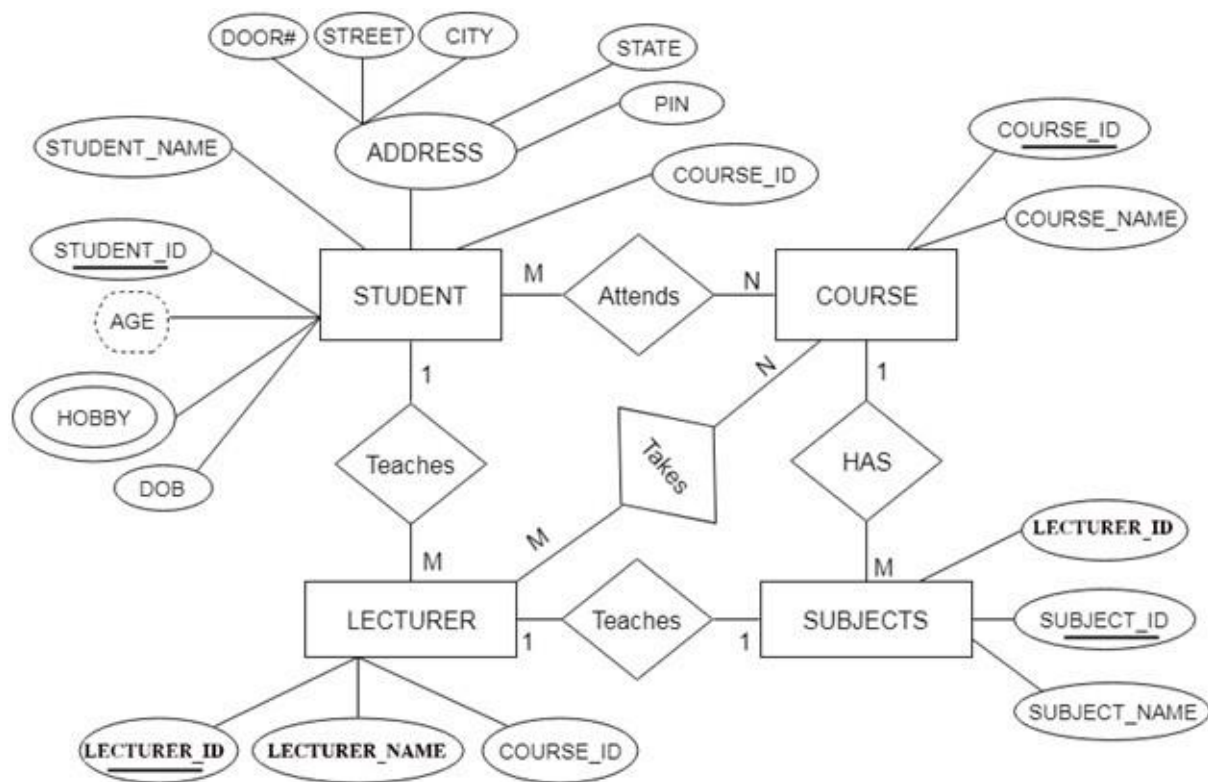 DOOR#
STREET
CITY
STATE
PIN
ADDRESS
STUDENT_NAME
COURSE_ID
COURSE_ID
COURSE_NAME
STUDENT_ID
AGE
HOBBY
DOB
STUDENT
M
Attends
N
COURSE
1
Teaches
M
N
Takes
M
1
HAS
M
LECTURER
1
Teaches
1
SUBJECTS
LECTURER_ID
SUBJECT_ID
SUBJECT_NAME
LECTURER_ID
LECTURER_NAME
COURSE_ID